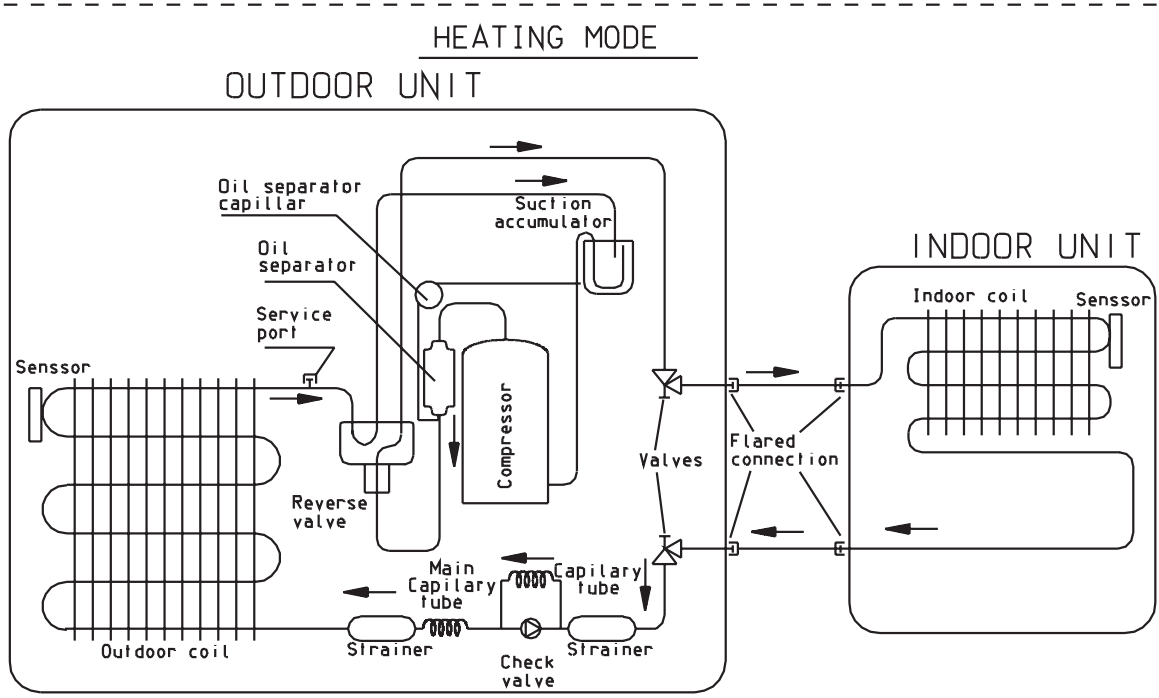 HEATING MODE
OUTDOOR UNIT
Oil separator
capillar
Suction
accumulator
Oil
separator
INDOOR UNIT
Indoor coil
Senssor
Service
port
Senssor
Compressor
Valves
Flared
connection
Reverse
valve
Main
Capilary
tube
Capilary
tube
Outdoor coil
Strainer
Check
valve
Strainer